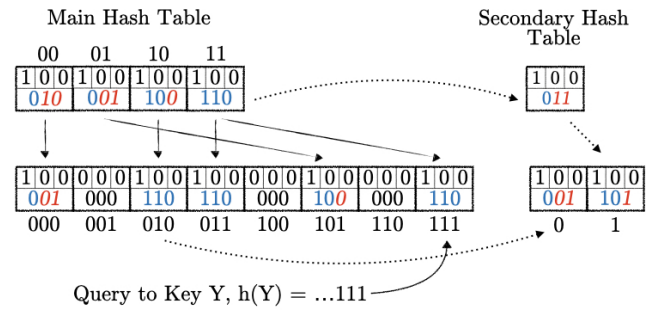 Main Hash Table
Secondary Hash
Table
00 01 10 11
1 0 0 1 0 0 1 0 0 1 0 0
010 001 100 110
1 0 0
011
1 0 0 0 0 0 1 0 0 1 0 0 0 0 0 1 0 0 0 0 0 1 0 0
001 000 110 110 000 100 000 110
000 001 010 011 100 101 110 111
1 0 0 1 0 0
001 101
0 1
Query to Key Y, h(Y) = ...111